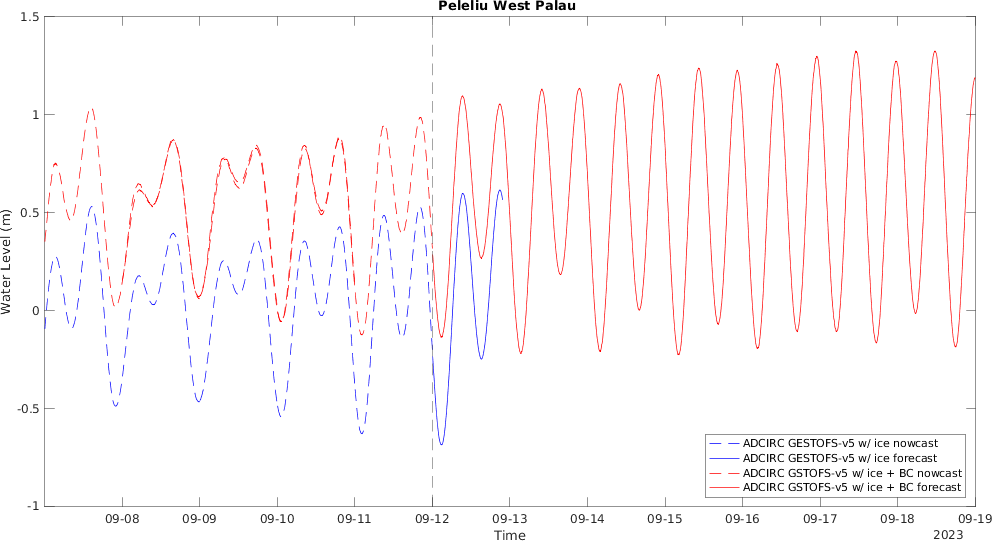 Peleliu West Palau
1.5
1
0.5
0
-0.5
-1
Water Level (m)
09-08 09-09 09-10 09-11 09-12 09-13 09-14 09-15 09-16 09-17 09-18 09-19
Time
2023
ADCIRC GESTOFS-v5 w/ ice nowcast
ADCIRC GESTOFS-v5 w/ ice forecast
ADCIRC GSTOFS-v5 w/ ice + BC nowcast
ADCIRC GSTOFS-v5 w/ ice + BC forecast